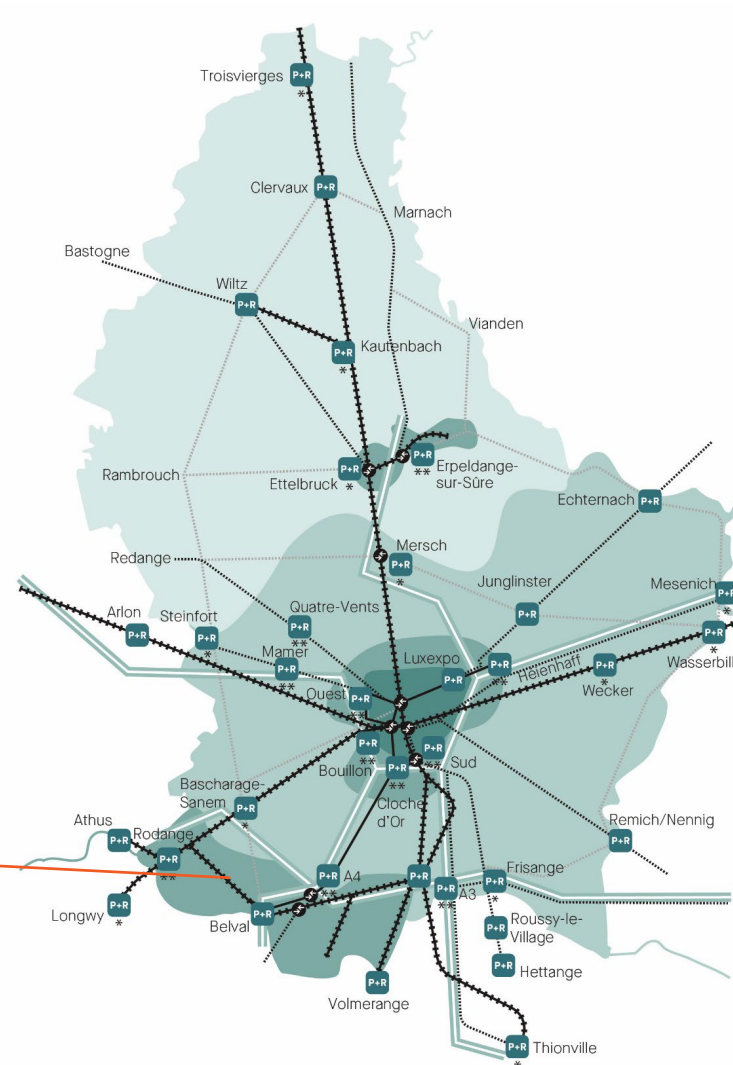 Troisvierges
P+R
*
Clervaux
P+R
Marnach
Bastogne
Wiltz
P+R
Vianden
Kautenbach
P+R
*
Rambrouch
Ettelbruck
P+R
*
P+R
**
Erpeldange-
sur-Sûre
Echternach
P+R
Redange
Mersch
P+R
*
Junglinster
P+R
Mesenich
P+R
*
Arlon
P+R
Steinfort
P+R
*
Quatre-Vents
P+R
**
Mamer
P+R
**
Luxexpo
P+R
P+R
**
Heienhaff
Wecker
P+R
*
P+R
*
Wasserbill
Ouest
P+R
**
Bouillon
P+R
**
P+R
**
Sud
P+R
**
Cloche
d'Or
Bascharage-
Sanem
P+R
*
Athus
P+R
Rodange
P+R
**
Remich/Nennig
P+R
Longwy
P+R
*
Belval
P+R
A4
P+R
**
P+R
A3
P+R
**
Frisange
P+R
*
Roussy-le-
Village
P+R
Hettange
P+R
Volmerange
P+R
Thionville
P+R
*